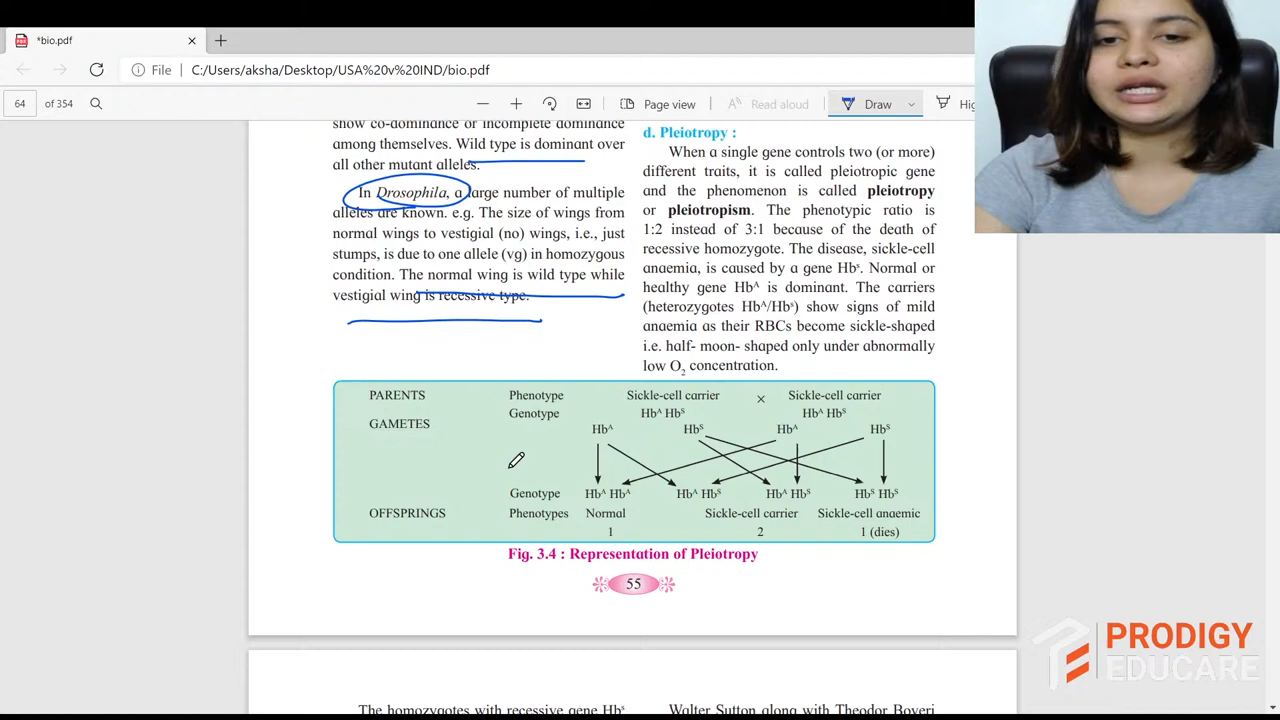 *bio.pdf
File
C:/Users/aksha/Desktop/USA%20v%20IND/bio.pdf
64
of 354
Page view
Read aloud
Draw
Hig
show co-dominance or incomplete dominance
among themselves. Wild type is dominant over
all other mutant alleles.
In Drosophila, a large number of multiple
alleles are known. e.g. The size of wings from
normal wings to vestigial (no) wings, i.e., just
stumps, is due to one allele (vg) in homozygous
condition. The normal wing is wild type while
vestigial wing is recessive type.
d. Pleiotropy :
When a single gene controls two (or more)
different traits, it is called pleiotropic gene
and the phenomenon is called pleiotropy
or pleiotropism. The phenotypic ratio is
1:2 instead of 3:1 because of the death of
recessive homozygote. The disease, sickle-cell
anaemia, is caused by a gene Hbˢ. Normal or
healthy gene Hbᴬ is dominant. The carriers
(heterozygotes Hbᴬ/Hbˢ) show signs of mild
anaemia as their RBCs become sickle-shaped
i.e. half- moon- shaped only under abnormally
low O₂ concentration.
PARENTS Phenotype Sickle-cell carrier × Sickle-cell carrier
Genotype Hbᴬ Hbˢ Hbᴬ Hbˢ
GAMETES Hbᴬ Hbˢ Hbᴬ Hbˢ
Genotype Hbᴬ Hbᴬ Hbᴬ Hbˢ Hbᴬ Hbˢ Hbˢ Hbˢ
OFFSPRINGS Phenotypes Normal Sickle-cell carrier Sickle-cell anaemic
1 2 1 (dies)
Fig. 3.4 : Representation of Pleiotropy
55
The homozygotes with recessive gene Hbˢ
Walter Sutton along with Theodor Boveri
PRODIGY
EDUCARE